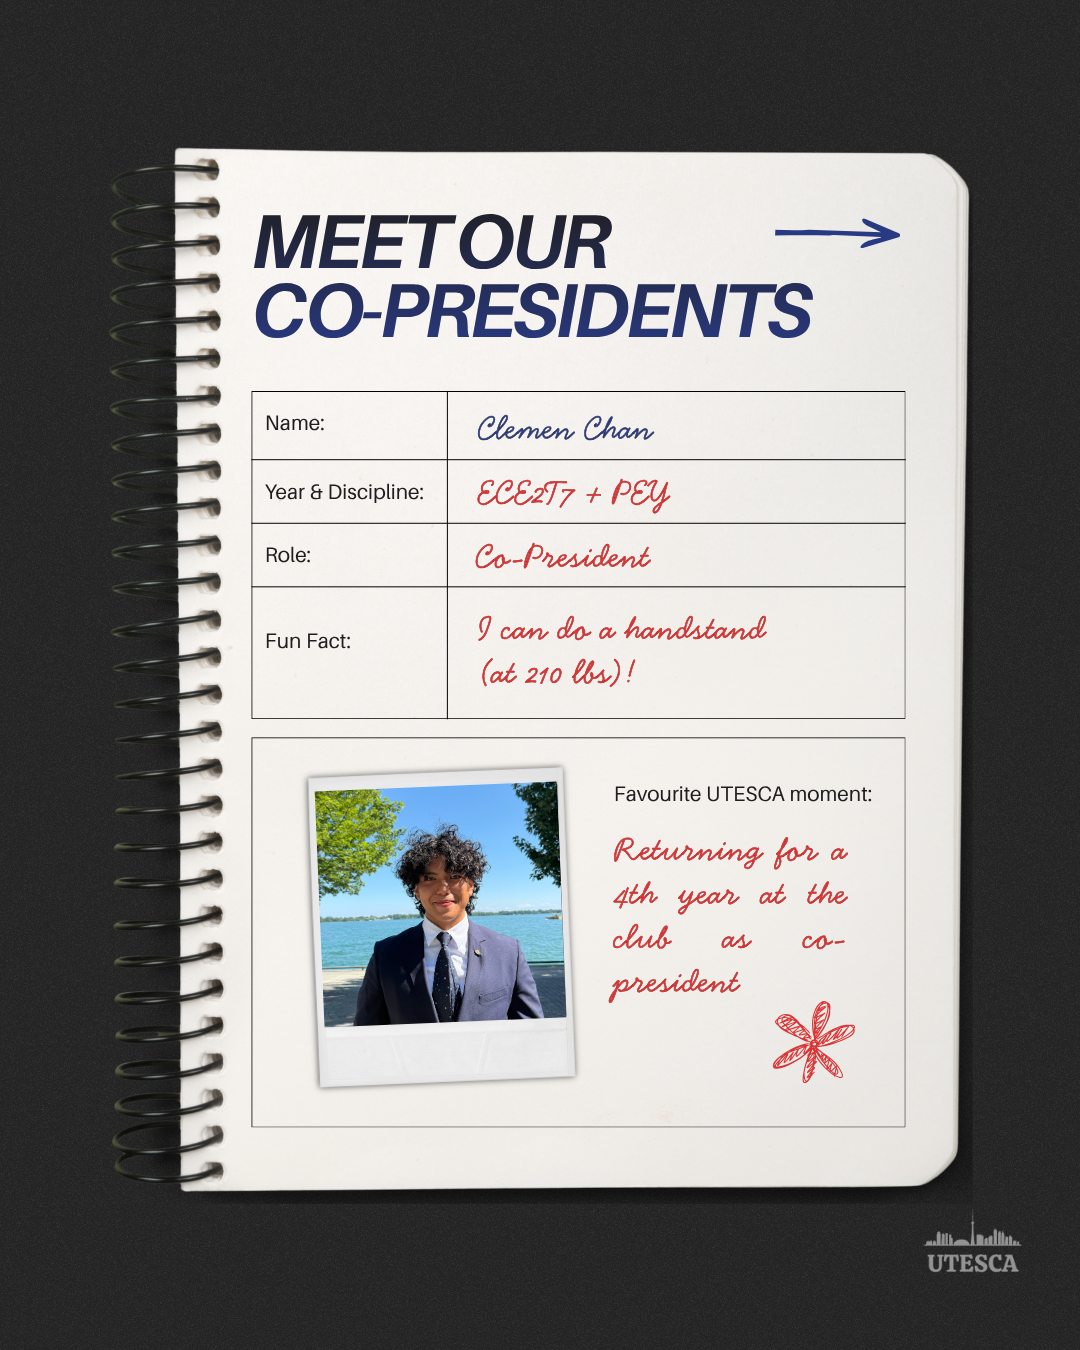 MEET OUR
CO-PRESIDENTS
Name:
Clemen Chan
Year & Discipline:
ECE2T7 + PEY
Role:
Co-President
Fun Fact:
I can do a handstand
(at 210 lbs)!
Favourite UTESCA moment:
Returning for a
4th year at the
club as co-
president
UTESCA